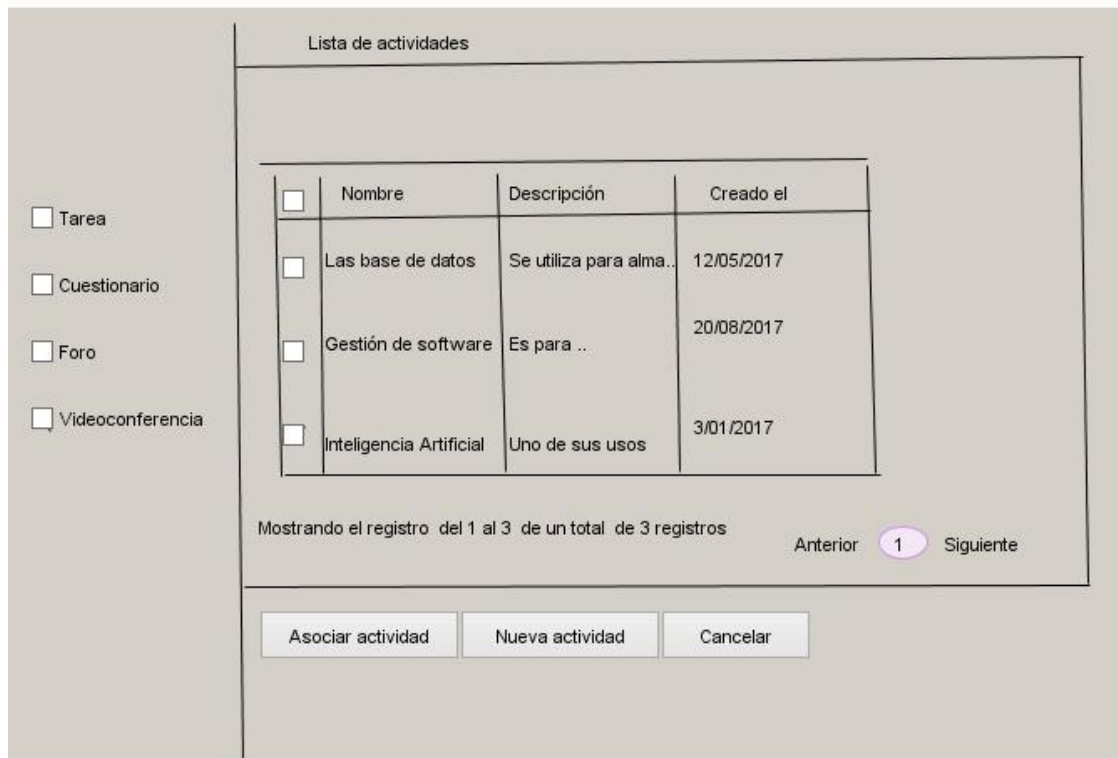 Lista de actividades
Tarea
Cuestionario
Foro
Videoconferencia
Nombre Descripción Creado el
Las base de datos Se utiliza para alma.. 12/05/2017
Gestión de software Es para .. 20/08/2017
Inteligencia Artificial Uno de sus usos 3/01/2017
Mostrando el registro del 1 al 3 de un total de 3 registros
Anterior 1 Siguiente
Asociar actividad Nueva actividad Cancelar